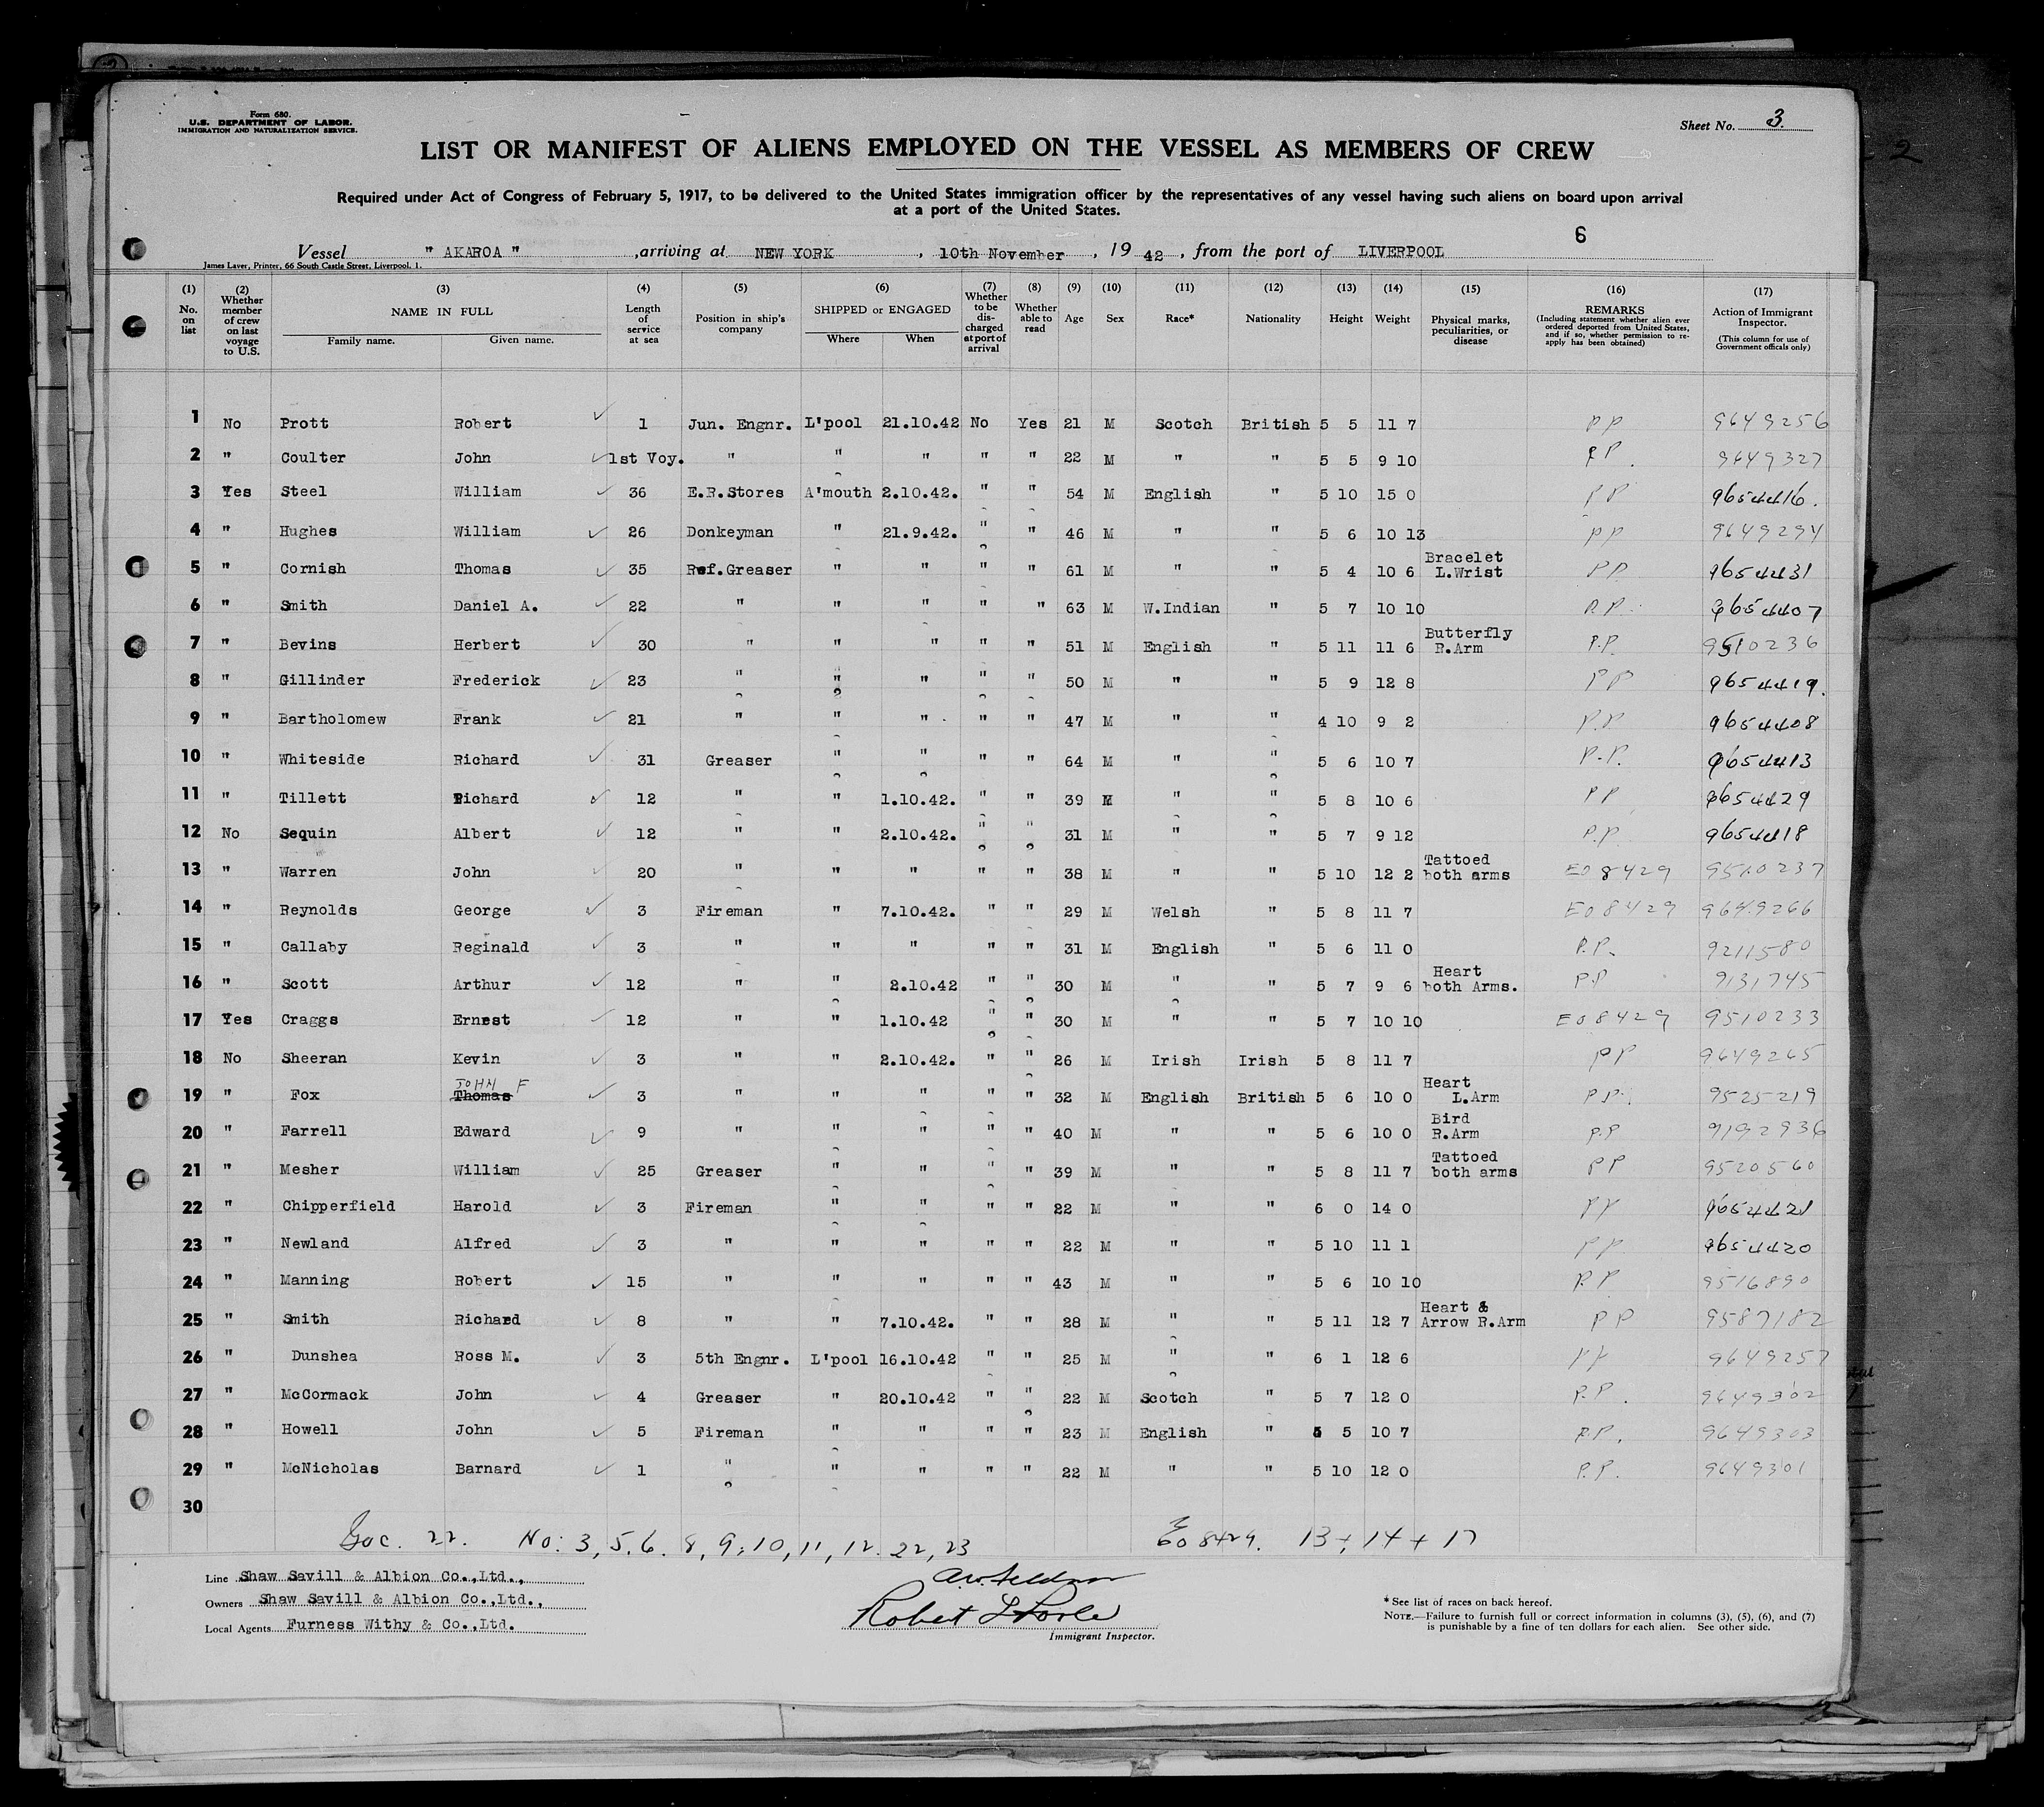 Form 680.
U.S. DEPARTMENT OF LABOR.
IMMIGRATION AND NATURALIZATION SERVICE.
Sheet No. 3.
LIST OR MANIFEST OF ALIENS EMPLOYED ON THE VESSEL AS MEMBERS OF CREW
Required under Act of Congress of February 5, 1917, to be delivered to the United States immigration officer by the representatives of any vessel having such aliens on board upon arrival
at a port of the United States.
6
Vessel " AKAROA " , arriving at NEW YORK , 10th November , 19 42 , from the port of LIVERPOOL
James Laver, Printer, 66 South Castle Street, Liverpool. 1.
(1) No. on list (2) Whether member of crew on last voyage to U.S. (3) NAME IN FULL Family name. Given name. (4) Length of service at sea (5) Position in ship's company (6) SHIPPED or ENGAGED Where When (7) Whether to be discharged at port of arrival (8) Whether able to read (9) Age (10) Sex (11) Race* (12) Nationality (13) Height (14) Weight (15) Physical marks, peculiarities, or disease (16) REMARKS (Including statement whether alien ever ordered deported from United States, and if so, whether permission to re-apply has been obtained) (17) Action of Immigrant Inspector. (This column for use of Government officals only)
1 No Prott Robert ✓ 1 Jun. Engnr. L'pool 21.10.42 No Yes 21 M Scotch British 5 5 11 7 PP 9649256
2 " Coulter John ✓ 1st Voy. " " " " " 22 M " " 5 5 9 10 PP. 9649327
3 Yes Steel William ✓ 36 E.R.Stores A'mouth 2.10.42. " " 54 M English " 5 10 15 0 PP 9654416.
4 " Hughes William ✓ 26 Donkeyman " 21.9.42. " " 46 M " " 5 6 10 13 PP 9649294
5 " Cornish Thomas ✓ 35 Ref.Greaser " " " " 61 M " " 5 4 10 6 Bracelet L.Wrist PP 9654431
6 " Smith Daniel A. ✓ 22 " " " " " 63 M W.Indian " 5 7 10 10 P.P. 9654407
7 " Bevins Herbert ✓ 30 " " " " " 51 M English " 5 11 11 6 Butterfly R.Arm P.P. 9510236
8 " Gillinder Frederick ✓ 23 " " " " " 50 M " " 5 9 12 8 PP 9654419.
9 " Bartholomew Frank ✓ 21 " " " " " 47 M " " 4 10 9 2 P.P. 9654408
10 " Whiteside Richard ✓ 31 Greaser " " " " 64 M " " 5 6 10 7 P.P. 9654413
11 " Tillett Richard ✓ 12 " " 1.10.42. " " 39 M " " 5 8 10 6 PP 9654429
12 No Sequin Albert ✓ 12 " " 2.10.42. " " 31 M " " 5 7 9 12 P.P. 9654418
13 " Warren John ✓ 20 " " " " " 38 M " " 5 10 12 2 Tattoed both arms EO 8429 9510237
14 " Reynolds George ✓ 3 Fireman " 7.10.42. " " 29 M Welsh " 5 8 11 7 EO 8429 9649266
15 " Callaby Reginald ✓ 3 " " " " " 31 M English " 5 6 11 0 P.P. 9211580
16 " Scott Arthur ✓ 12 " " 2.10.42 " " 30 M " " 5 7 9 6 Heart both Arms. P.P 9131745
17 Yes Craggs Ernest ✓ 12 " " 1.10.42 " " 30 M " " 5 7 10 10 EO 8429 9510233
18 No Sheeran Kevin ✓ 3 " " 2.10.42. " " 26 M Irish Irish 5 8 11 7 PP 9649265
19 " Fox Thomas JOHN F ✓ 3 " " " " " 32 M English British 5 6 10 0 Heart L.Arm P.P. 9525219
20 " Farrell Edward ✓ 9 " " " " " 40 M " " 5 6 10 0 Bird R.Arm P.P 9192936
21 " Mesher William ✓ 25 Greaser " " " " 39 M " " 5 8 11 7 Tattoed both arms PP 9520560
22 " Chipperfield Harold ✓ 3 Fireman " " " " 22 M " " 6 0 14 0 PP 9654421
23 " Newland Alfred ✓ 3 " " " " " 22 M " " 5 10 11 1 PP 9654420
24 " Manning Robert ✓ 15 " " " " " 43 M " " 5 6 10 10 P.P 9516890
25 " Smith Richard ✓ 8 " " 7.10.42. " " 28 M " " 5 11 12 7 Heart & Arrow R.Arm PP 9587182
26 " Dunshea Ross M. ✓ 3 5th Engnr. L'pool 16.10.42 " " 25 M " " 6 1 12 6 PP 9649257
27 " McCormack John ✓ 4 Greaser " 20.10.42 " " 22 M Scotch " 5 7 12 0 P.P. 9649302
28 " Howell John ✓ 5 Fireman " " " " 23 M English " 5 5 10 7 P.P. 9649303
29 " McNicholas Barnard ✓ 1 " " " " " 22 M " " 5 10 12 0 P.P. 9649301
30
22. No: 3, 5, 6. 8, 9, 10, 11, 12. 22, 23 EO 8429. 13 + 14 + 17
Line Shaw Savill & Albion Co.,Ltd.,
Owners Shaw Savill & Albion Co.,Ltd.,
Local Agents Furness Withy & Co.,Ltd.
Robert
Immigrant Inspector.
* See list of races on back hereof.
NOTE.—Failure to furnish full or correct information in columns (3), (5), (6), and (7)
is punishable by a fine of ten dollars for each alien. See other side.